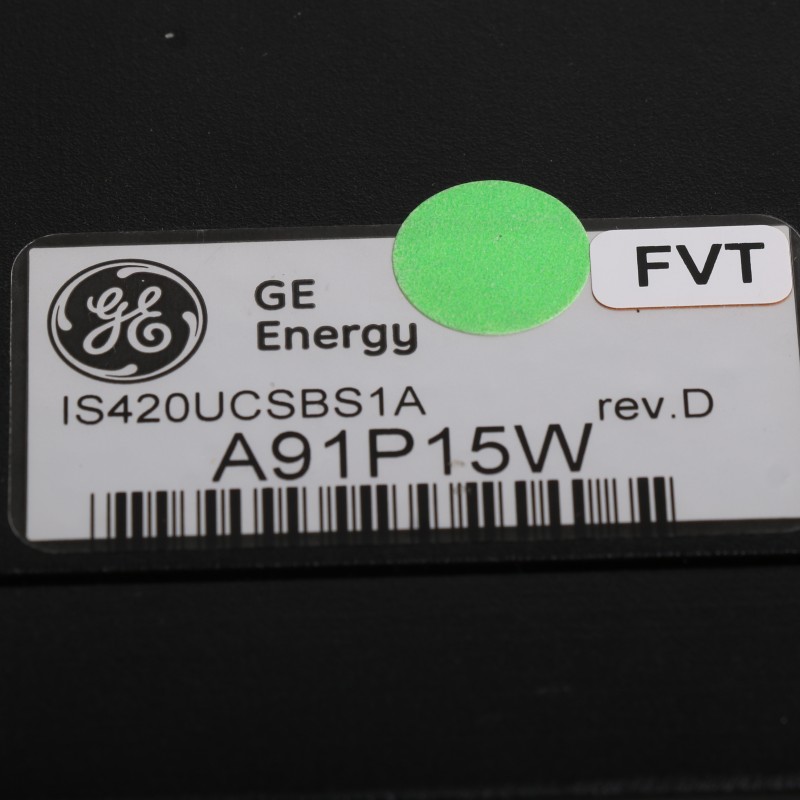 GE
GE
Energy
FVT
IS420UCSBS1A rev.D
A91P15W